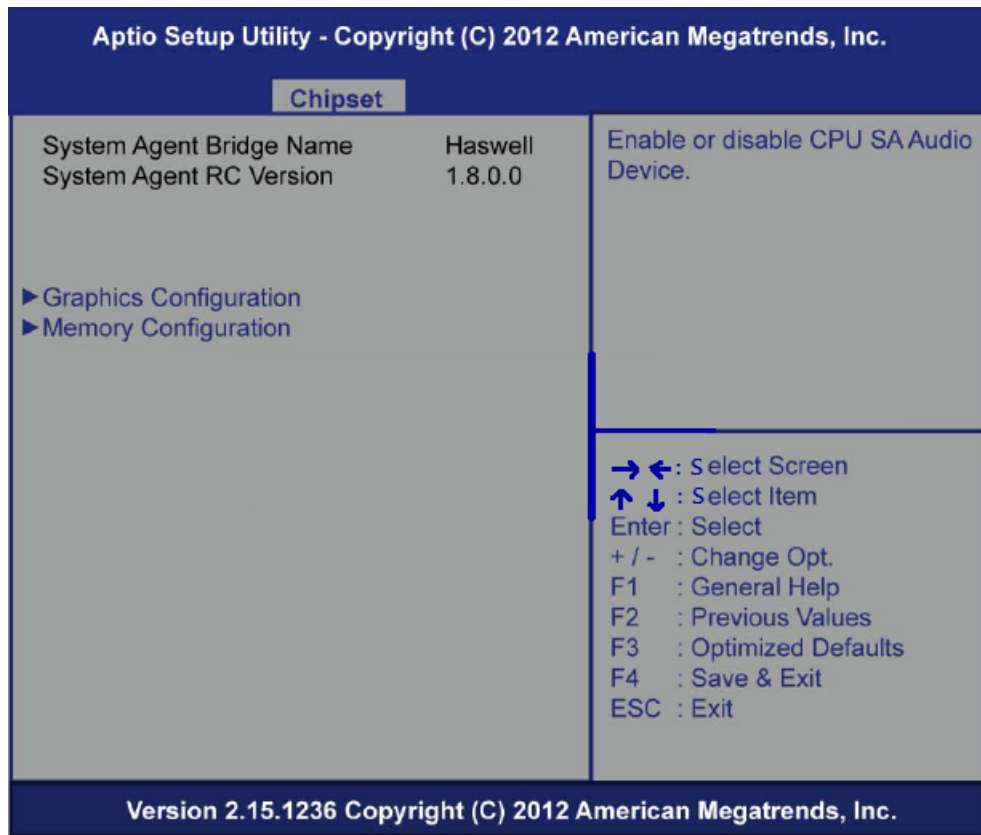 Aptio Setup Utility - Copyright (C) 2012 American Megatrends, Inc.
Chipset
System Agent Bridge Name Haswell
System Agent RC Version 1.8.0.0
►Graphics Configuration
►Memory Configuration
Enable or disable CPU SA Audio
Device.
→ ←: Select Screen
↑ ↓ : Select Item
Enter : Select
+ / - : Change Opt.
F1 : General Help
F2 : Previous Values
F3 : Optimized Defaults
F4 : Save & Exit
ESC : Exit
Version 2.15.1236 Copyright (C) 2012 American Megatrends, Inc.